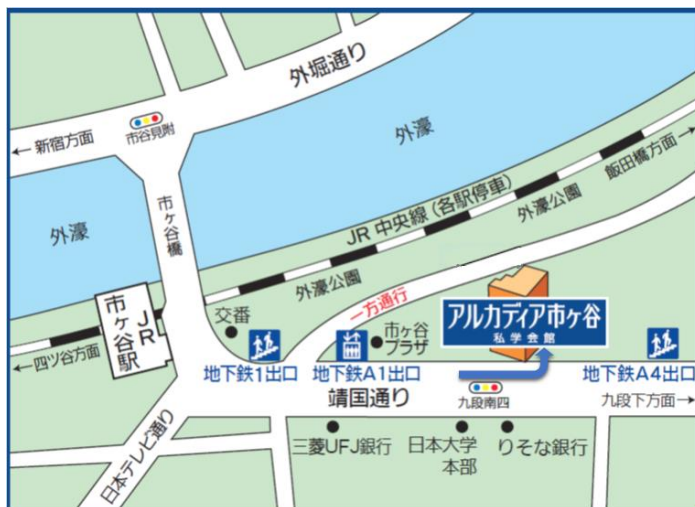 外堀通り
←新宿方面
市谷見附
外濠
外濠
飯田橋方面→
市ヶ谷橋
JR中央線(各駅停車)
外濠公園
外濠公園
一方通行
JR
市ヶ谷駅
交番
市ヶ谷
プラザ
アルカディア市ヶ谷
私学会館
←四ツ谷方面
地下鉄1出口
地下鉄A1出口
地下鉄A4出口
靖国通り
九段南四
九段下方面→
日本テレビ通り
三菱UFJ銀行
日本大学
本部
りそな銀行